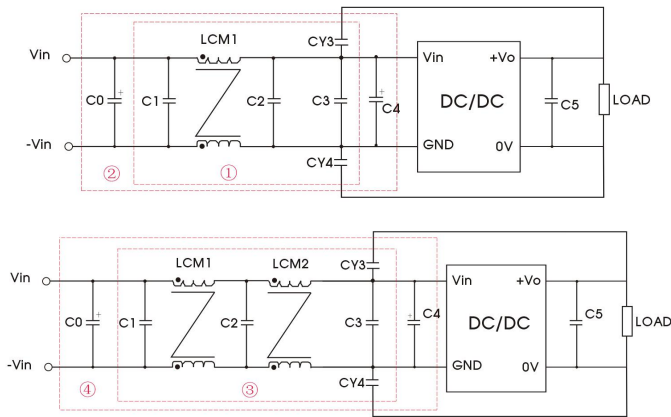 LCM1
CY3
Vin
Vin
+Vo
C0
+
C1
C2
C3
+
C4
DC/DC
C5
LOAD
-Vin
GND
0V
CY4
②
①
LCM1
LCM2
CY3
Vin
Vin
+Vo
C0
+
C1
C2
C3
+
C4
DC/DC
C5
LOAD
-Vin
GND
0V
CY4
④
③